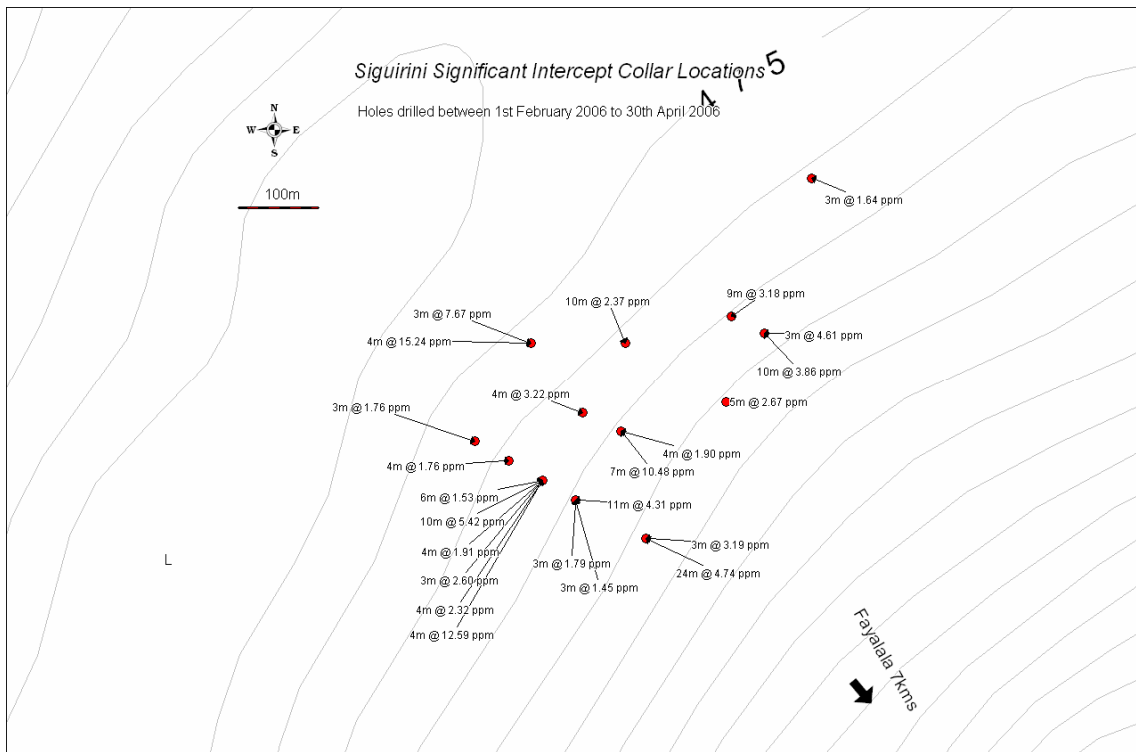 Siguirini Significant Intercept Collar Locations
475
Holes drilled between 1st February 2006 to 30th April 2006
N
W E
S
100m
3m @ 1.64 ppm
9m @ 3.18 ppm
10m @ 2.37 ppm
3m @ 7.67 ppm
3m @ 4.61 ppm
4m @ 15.24 ppm
10m @ 3.86 ppm
4m @ 3.22 ppm
5m @ 2.67 ppm
3m @ 1.76 ppm
4m @ 1.90 ppm
4m @ 1.76 ppm
7m @ 10.48 ppm
6m @ 1.53 ppm
11m @ 4.31 ppm
10m @ 5.42 ppm
3m @ 3.19 ppm
4m @ 1.91 ppm
3m @ 1.79 ppm
24m @ 4.74 ppm
3m @ 2.60 ppm
3m @ 1.45 ppm
4m @ 2.32 ppm
4m @ 12.59 ppm
L
Fayalala 7kms